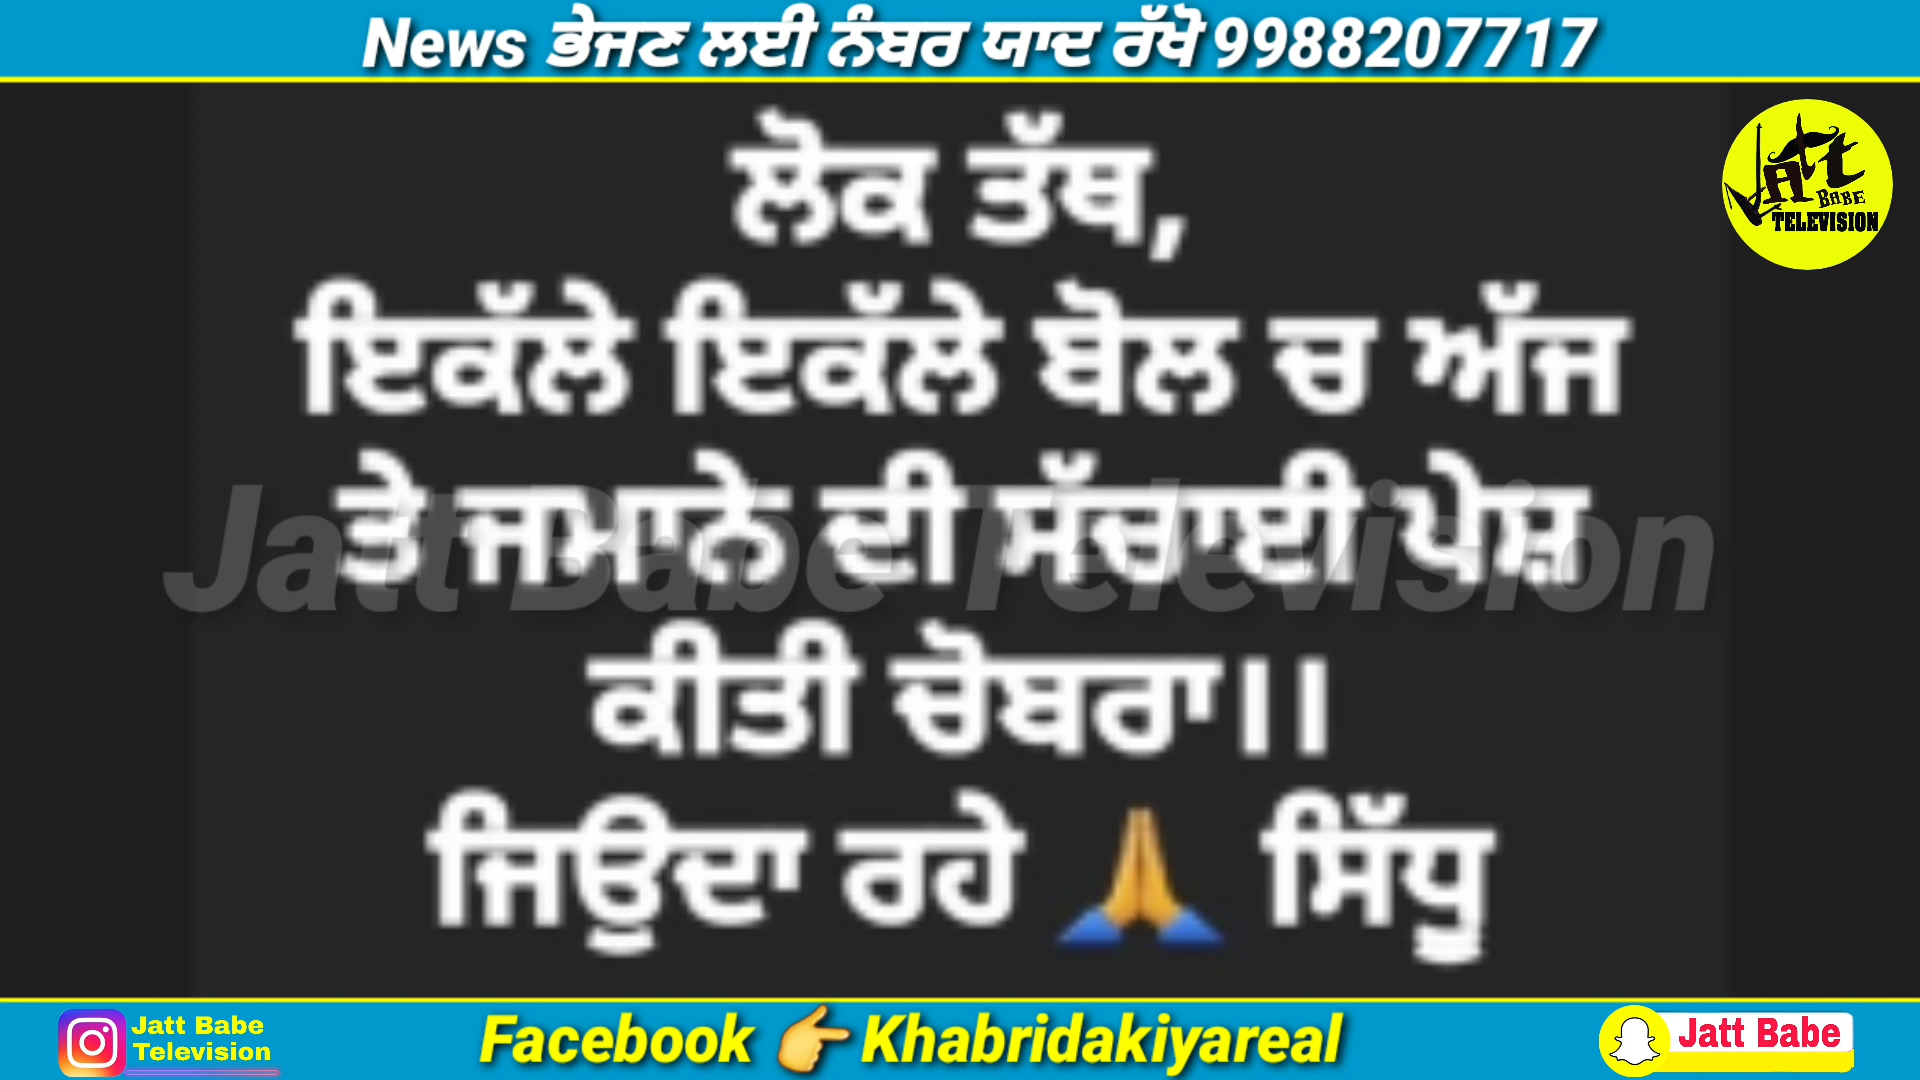 News ਭੇਜਣ ਲਈ ਨੰਬਰ ਯਾਦ ਰੱਖੋ 9988207717
Jatt
BABE
TELEVISION
ਲੋਕ ਤੱਥ,
ਇਕੱਲੇ ਇਕੱਲੇ ਬੋਲ ਚ ਅੱਜ
ਤੇ ਜਮਾਨੇ ਦੀ ਸੱਚਾਈ ਪੇਸ਼
Jatt Babe Television
ਕੀਤੀ ਚੋਬਰਾ।।
ਜਿਉਂਦਾ ਰਹੇ 🙏 ਸਿੱਧੂ
Jatt Babe
Television
Facebook 👉 Khabridakiyareal
Jatt Babe